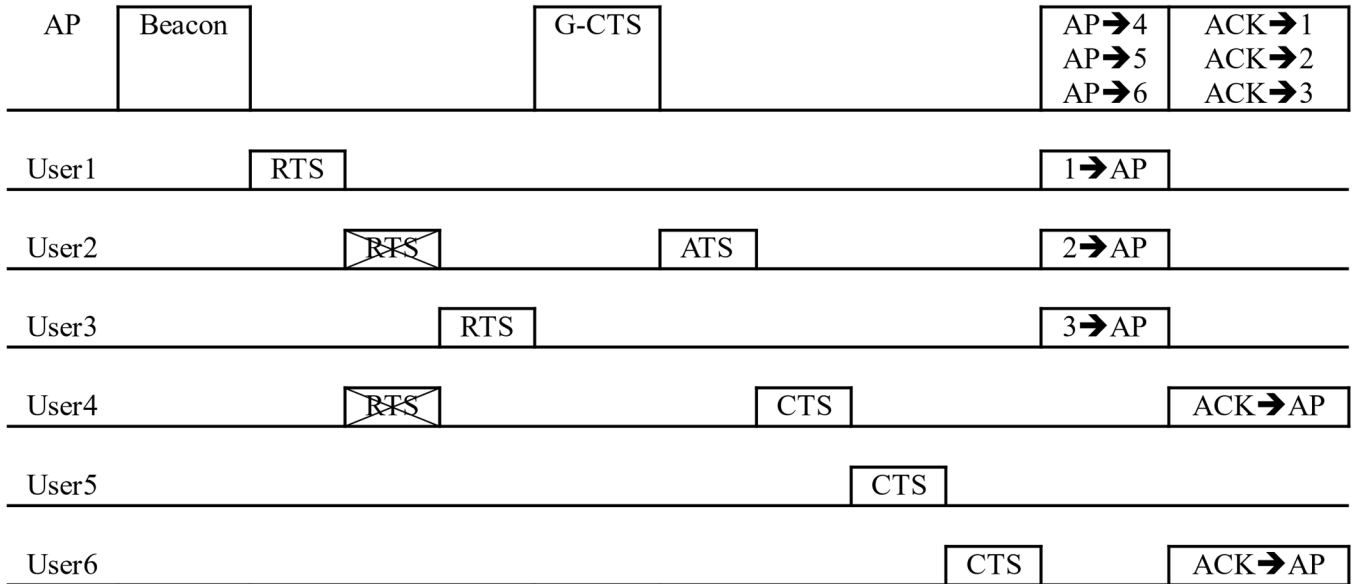 AP Beacon G-CTS AP➔4 ACK➔1
AP➔5 ACK➔2
AP➔6 ACK➔3
User1 RTS 1➔AP
User2 RTS ATS 2➔AP
User3 RTS 3➔AP
User4 RTS CTS ACK➔AP
User5 CTS
User6 CTS ACK➔AP